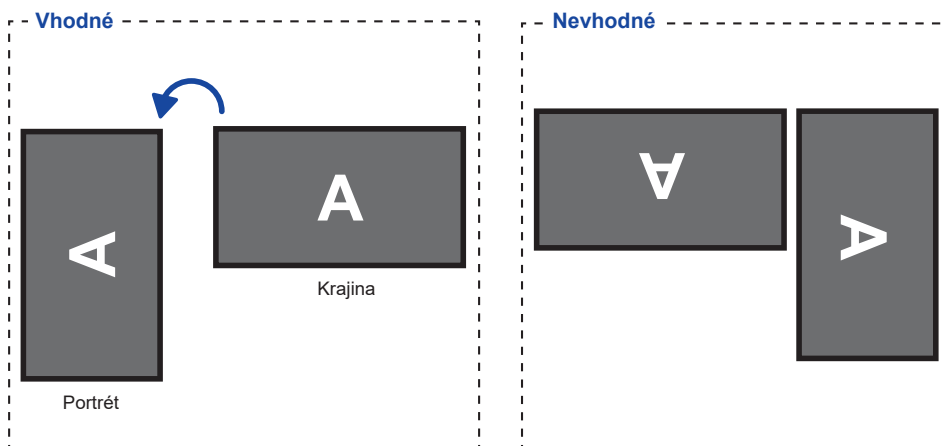 Vhodné
A
A
Krajina
Portrét
Nevhodné
A
A